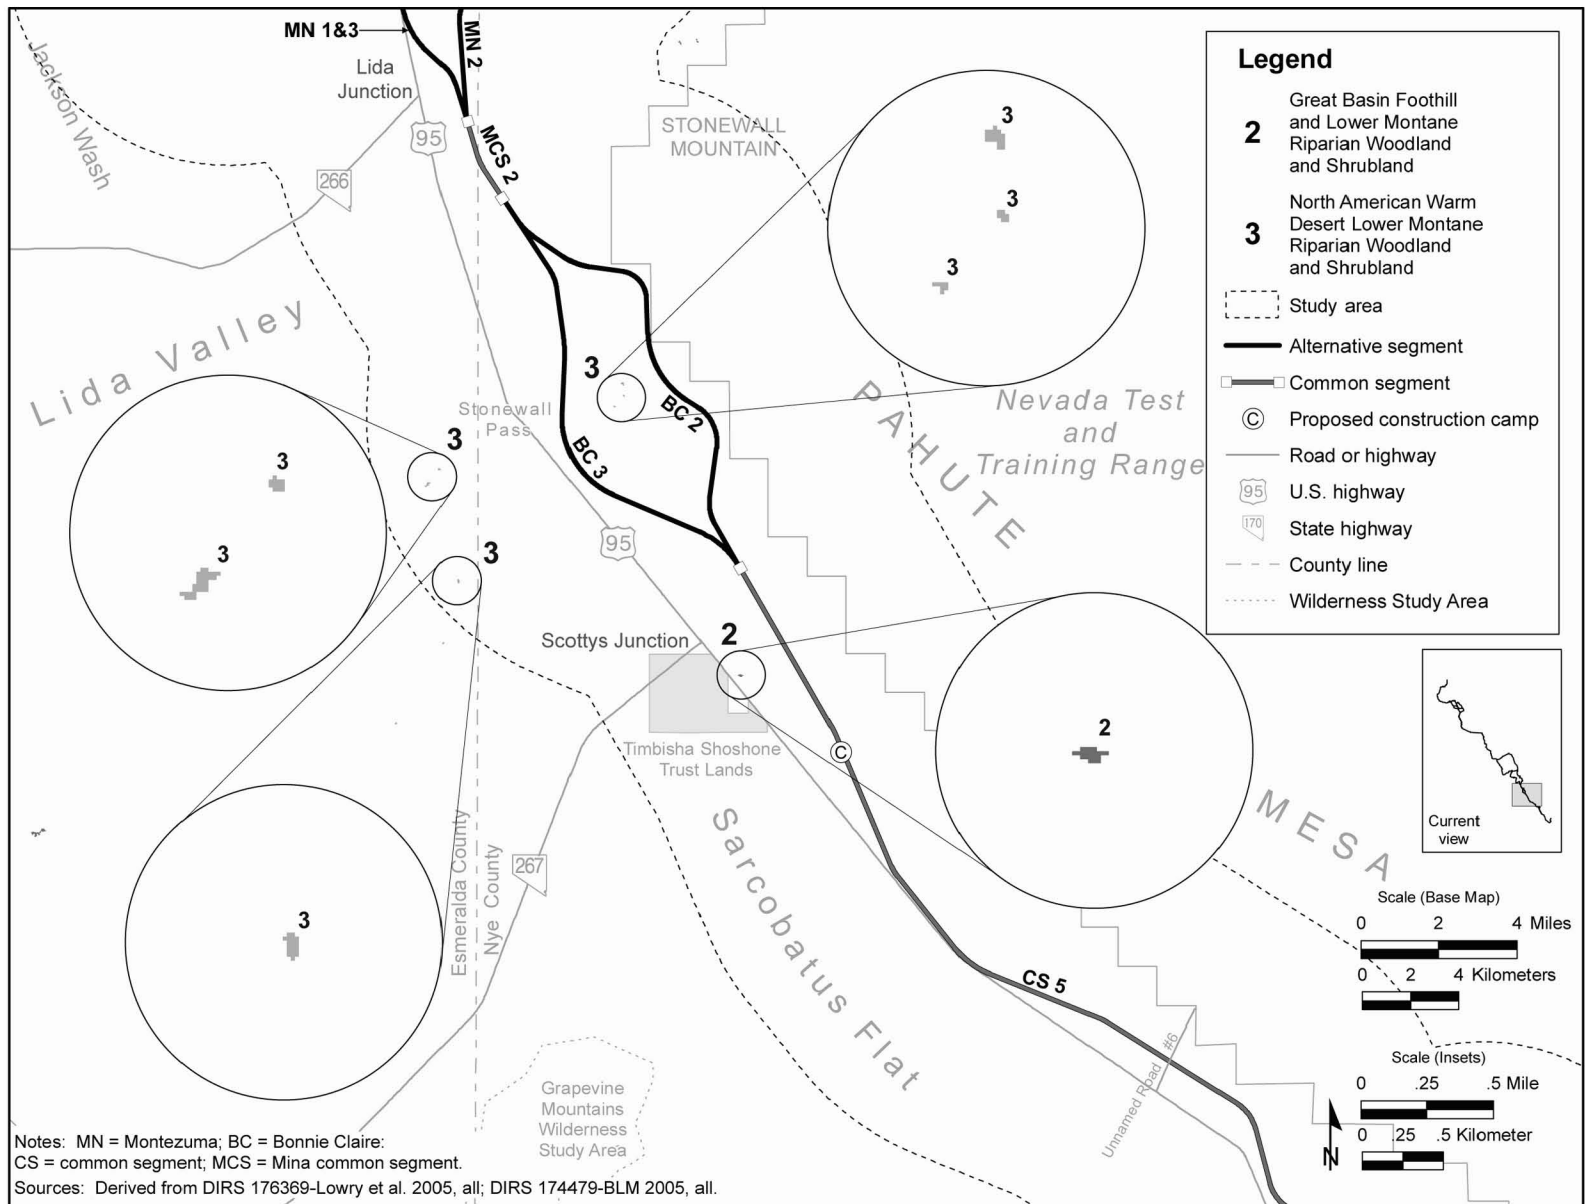 MN 1&3
MN 2
Lida
Junction
Jackson Wash
95
MCS 2
266
STONEWALL
MOUNTAIN
3
3
3
Lida Valley
Stonewall
Pass
3
BC 2
BC 3
PAHUTE
MESA
Nevada Test
and
Training Range
3
3
3
3
95
Scottys Junction
2
Timbisha Shoshone
Trust Lands
C
2
Sarcobatus Flat
Esmeralda County
Nye County
267
3
CS 5
Unnamed Road #6
Grapevine
Mountains
Wilderness
Study Area
Legend
2
Great Basin Foothill
and Lower Montane
Riparian Woodland
and Shrubland
3
North American Warm
Desert Lower Montane
Riparian Woodland
and Shrubland
Study area
Alternative segment
Common segment
C Proposed construction camp
Road or highway
95 U.S. highway
170 State highway
County line
Wilderness Study Area
Current
view
Scale (Base Map)
0 2 4 Miles
0 2 4 Kilometers
Scale (Insets)
0 .25 .5 Mile
0 .25 .5 Kilometer
N
Notes: MN = Montezuma; BC = Bonnie Claire:
CS = common segment; MCS = Mina common segment.
Sources: Derived from DIRS 176369-Lowry et al. 2005, all; DIRS 174479-BLM 2005, all.